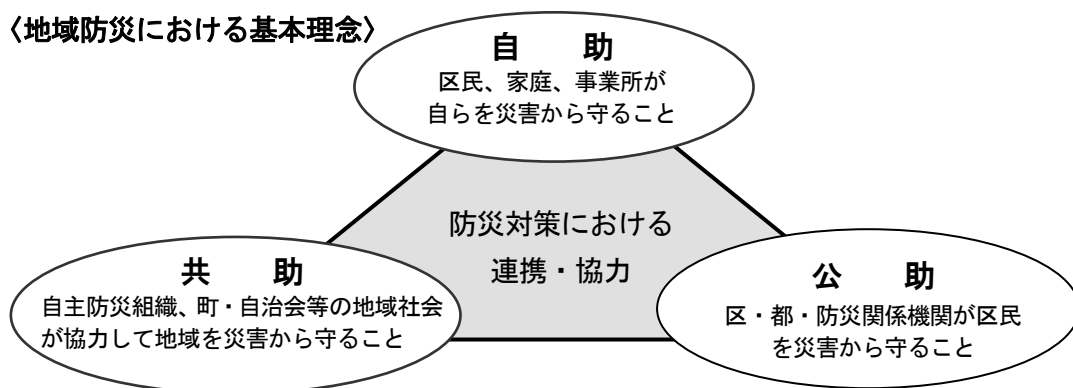 〈地域防災における基本理念〉
自　助
区民、家庭、事業所が
自らを災害から守ること
防災対策における
連携・協力
共　助
自主防災組織、町・自治会等の地域社会
が協力して地域を災害から守ること
公　助
区・都・防災関係機関が区民
を災害から守ること